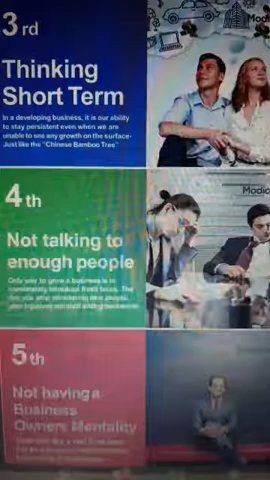 3rd
Modic
Thinking
Short Term
In a developing business, it is our ability
to stay persistent even when we are
unable to see any growth on the surface-
Just like the "Chinese Bamboo Tree"
4th
Modic
Not talking to
enough people
Only way to grow a business is to
5th
Not having a
Business
Owners Mentality